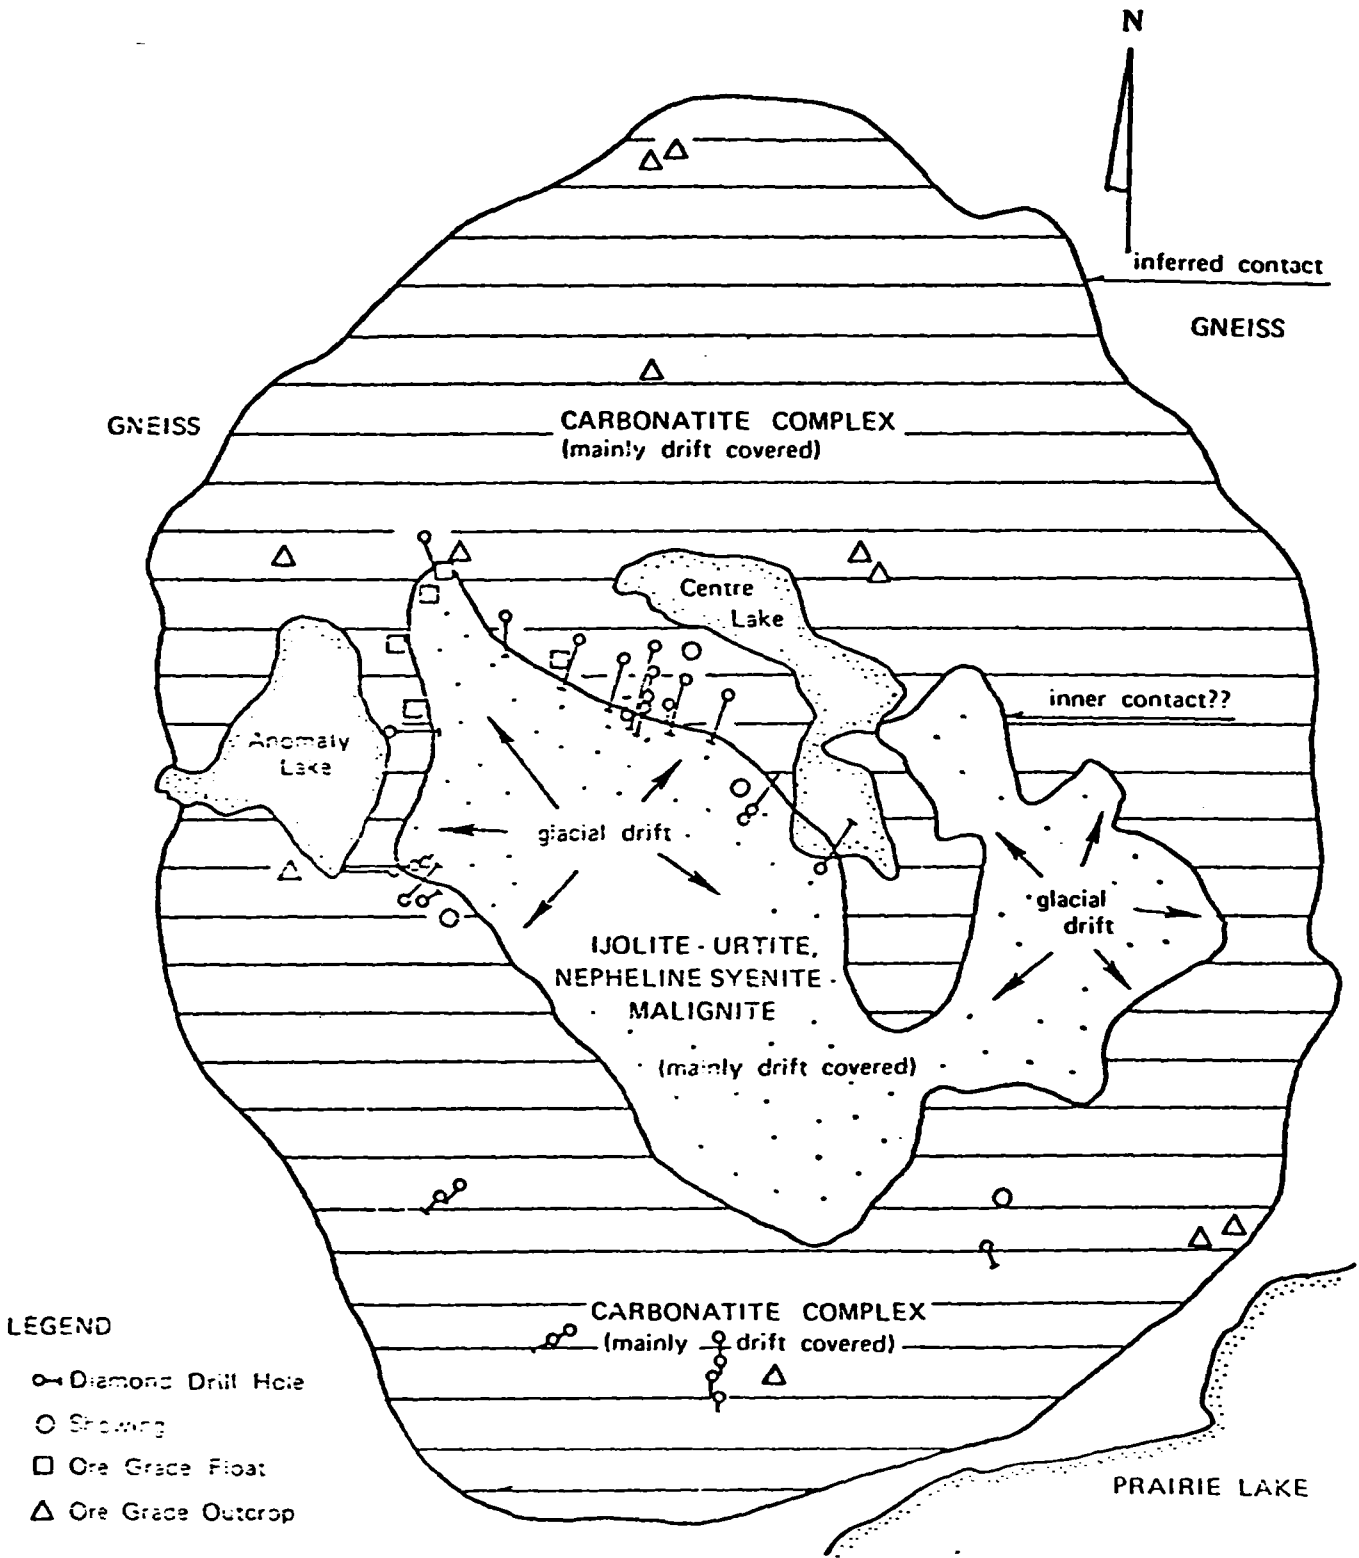 N
inferred contact
GNEISS
GNEISS
CARBONATITE COMPLEX
(mainly drift covered)
Centre
Lake
inner contact??
Anomaly
Lake
glacial drift
glacial
drift
IJOLITE - URTITE,
NEPHELINE SYENITE -
MALIGNITE
(mainly drift covered)
CARBONATITE COMPLEX
(mainly drift covered)
LEGEND
Diamond Drill Hole
Showing
Ore Grade Float
Ore Grade Outcrop
PRAIRIE LAKE